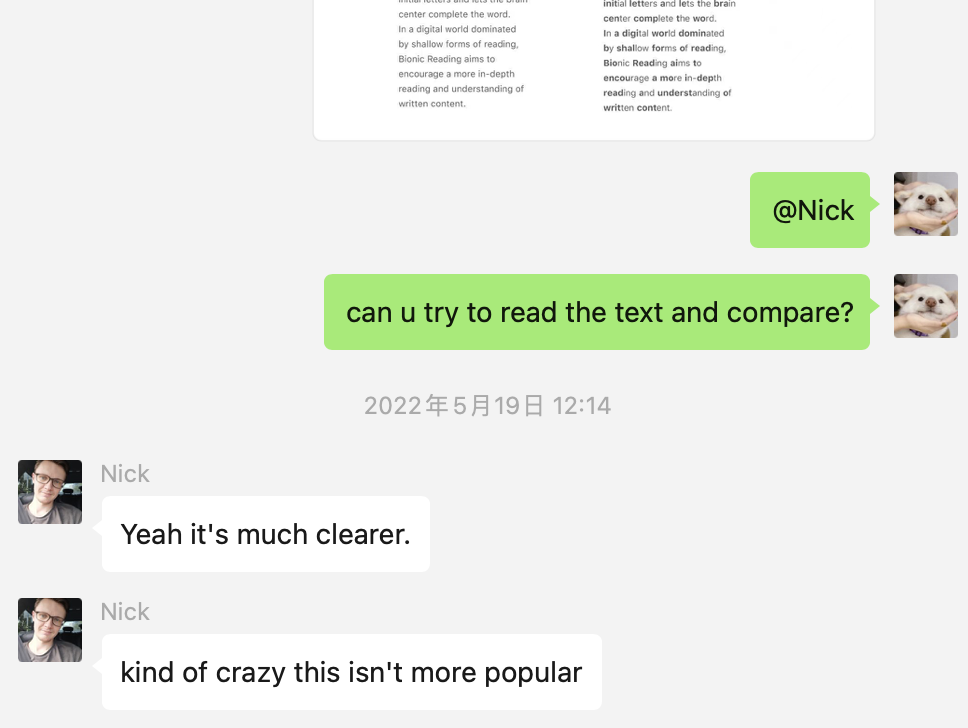 initial letters and lets the brain
center complete the word.
In a digital world dominated
by shallow forms of reading,
Bionic Reading aims to
encourage a more in-depth
reading and understanding of
written content.
initial letters and lets the brain
center complete the word.
In a digital world dominated
by shallow forms of reading,
Bionic Reading aims to
encourage a more in-depth
reading and understanding of
written content.
@Nick
can u try to read the text and compare?
2022年5月19日 12:14
Nick
Yeah it's much clearer.
Nick
kind of crazy this isn't more popular